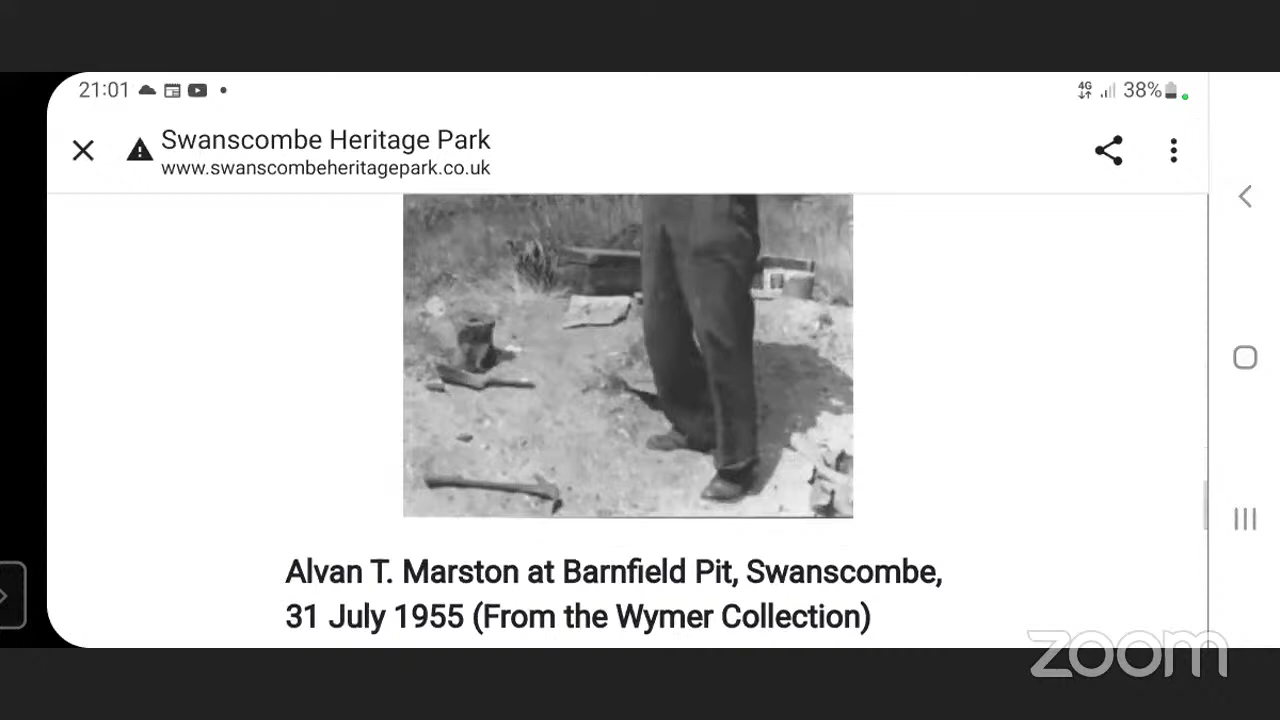 21:01
4G 38%
Swanscombe Heritage Park
www.swanscombeheritagepark.co.uk
Alvan T. Marston at Barnfield Pit, Swanscombe,
31 July 1955 (From the Wymer Collection)
zoom